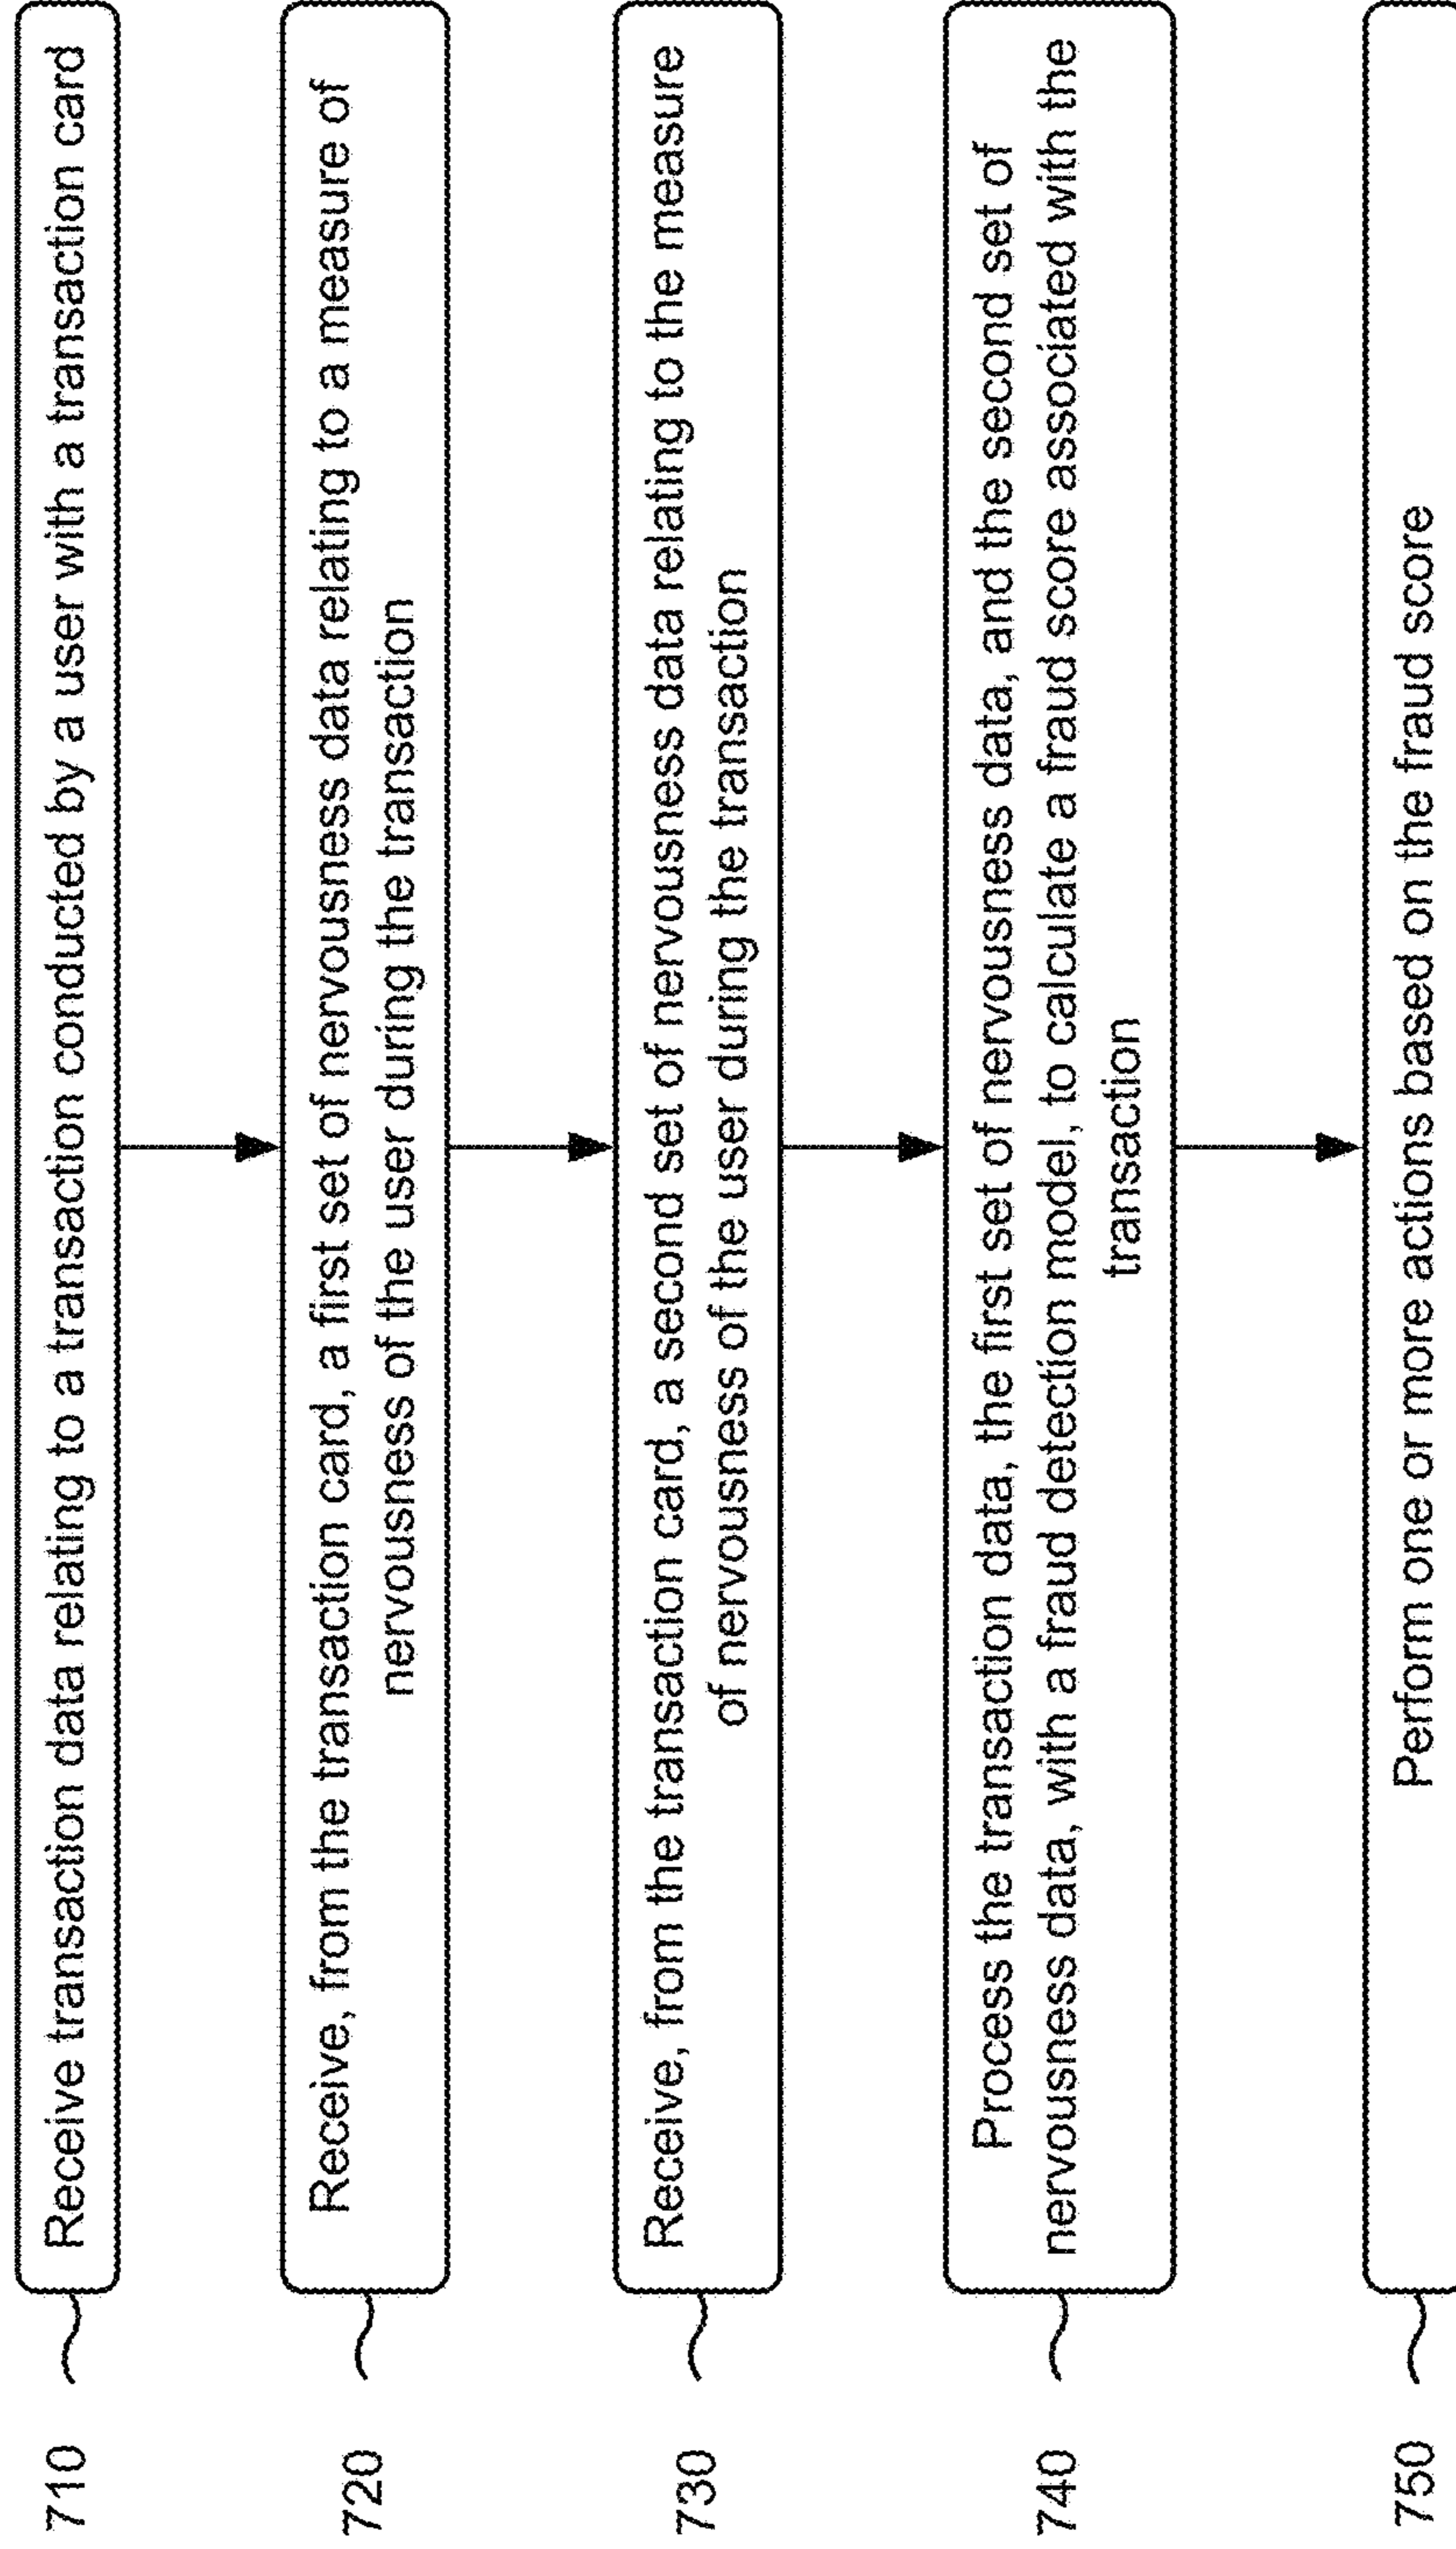 710
Receive transaction data relating to a transaction conducted by a user with a transaction card
720
Receive, from the transaction card, a first set of nervousness data relating to a measure of
nervousness of the user during the transaction
730
Receive, from the transaction card, a second set of nervousness data relating to the measure
of nervousness of the user during the transaction
740
Process the transaction data, the first set of nervousness data, and the second set of
nervousness data, with a fraud detection model, to calculate a fraud score associated with the
transaction
750
Perform one or more actions based on the fraud score